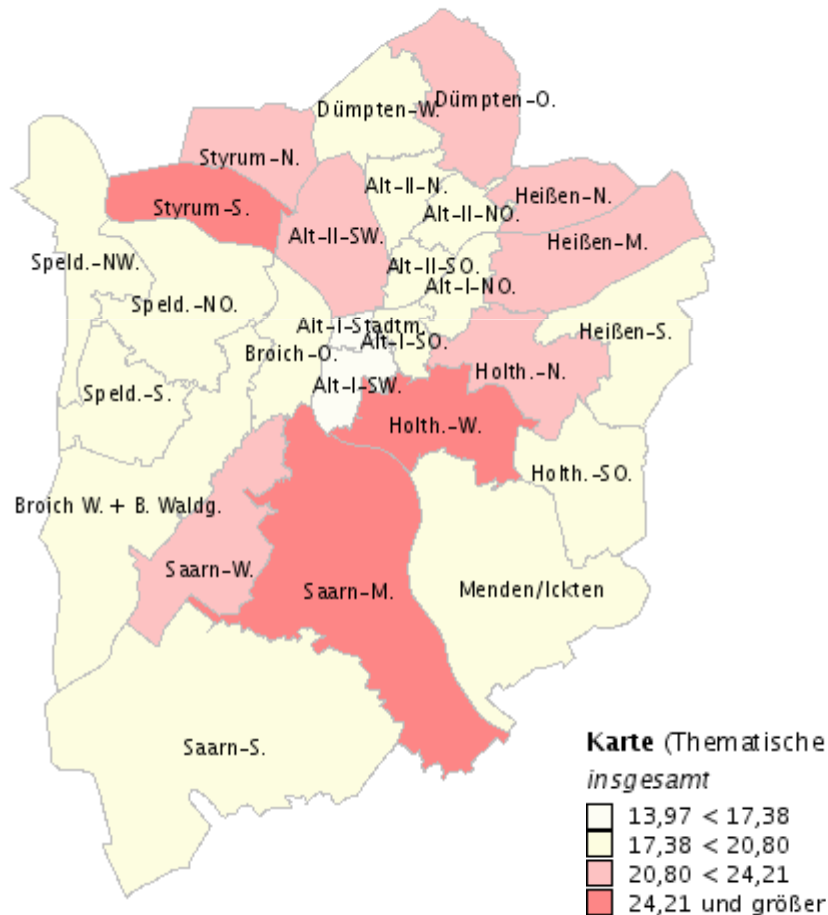 Dümpten-W.
Dümpten-O.
Styrum-N.
Styrum-S.
Alt-II-N.
Alt-II-NO.
Alt-II-SW.
Heißen-N.
Heißen-M.
Speld.-NW.
Alt-II-SO.
Alt-I-NO.
Speld.-NO.
Alt-I-Stadtm.
Alt-I-SO.
Heißen-S.
Broich-O.
Holth.-N.
Speld.-S.
Alt-I-SW.
Holth.-W.
Holth.-SO.
Broich W. + B. Waldg.
Saarn-W.
Saarn-M.
Menden/Ickten
Saarn-S.
Karte (Thematische
insgesamt
13,97 < 17,38
17,38 < 20,80
20,80 < 24,21
24,21 und größer